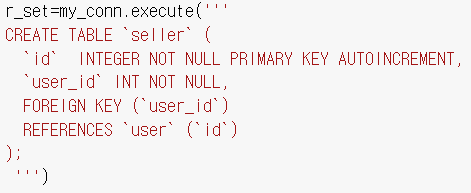 r_set=my_conn.execute('''
CREATE TABLE `seller` (
  `id`  INTEGER NOT NULL PRIMARY KEY AUTOINCREMENT,
  `user_id` INT NOT NULL,
  FOREIGN KEY (`user_id`)
  REFERENCES `user` (`id`)
);
 ''')